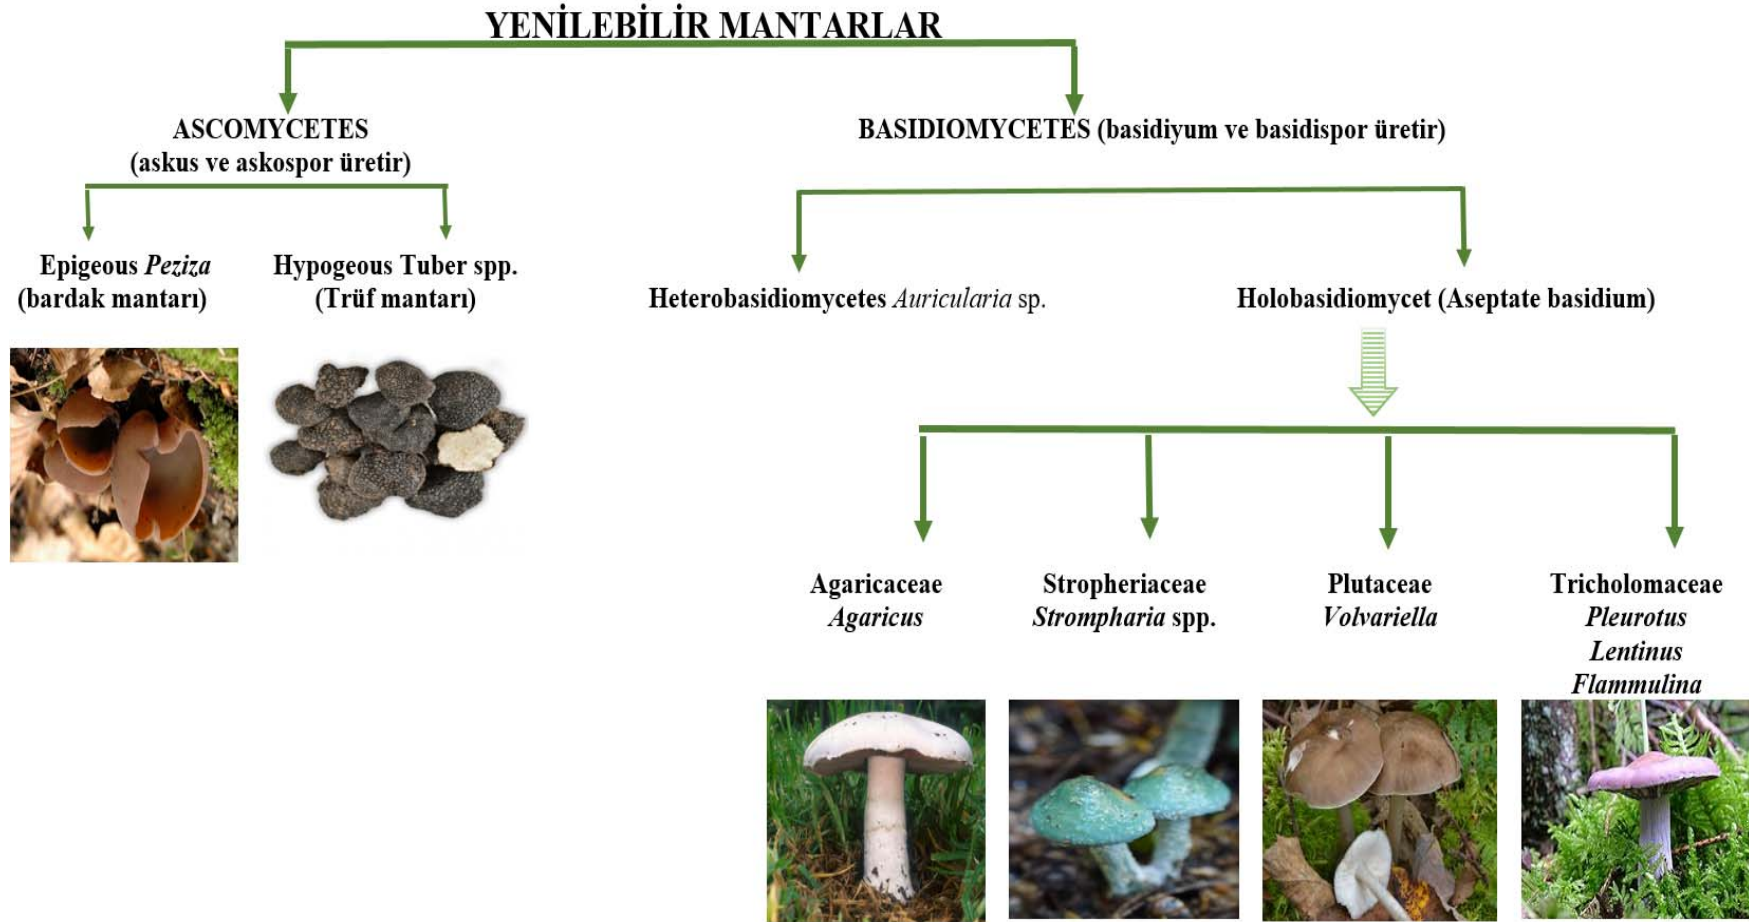 YENİLEBİLİR MANTARLAR
ASCOMYCETES
(askus ve askospor üretir)
BASIDIOMYCETES (basidiyum ve basidispor üretir)
Epigeous Peziza
(bardak mantarı)
Hypogeous Tuber spp.
(Trüf mantarı)
Heterobasidiomycetes Auricularia sp.
Holobasidiomycet (Aseptate basidium)
Agaricaceae
Agaricus
Stropheriaceae
Strompharia spp.
Plutaceae
Volvariella
Tricholomaceae
Pleurotus
Lentinus
Flammulina